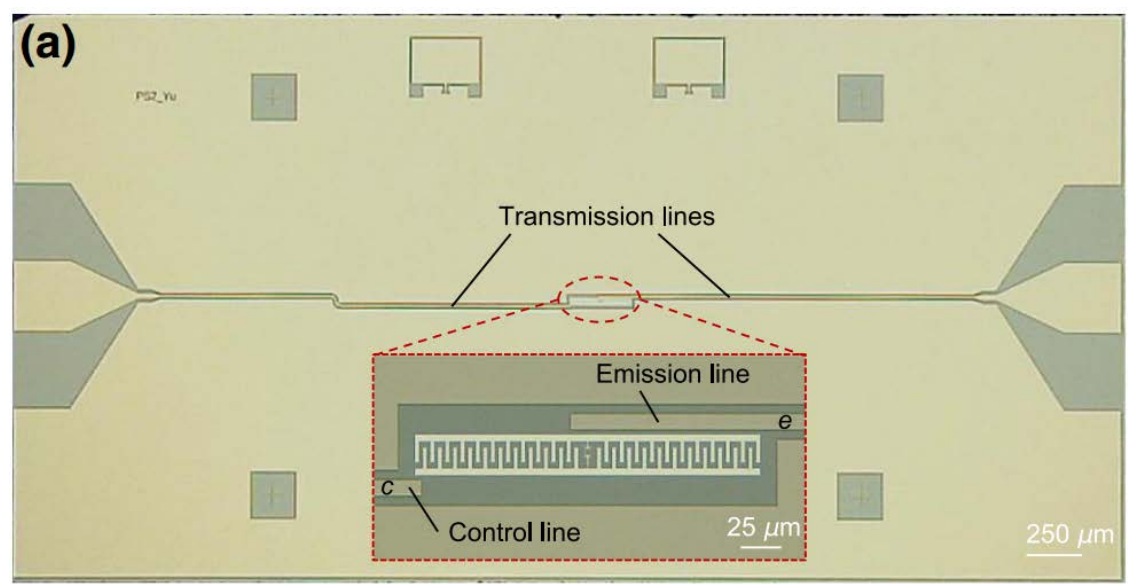 (a)
PS2_Yu
Transmission lines
Emission line
e
c
Control line
25 μm
250 μm